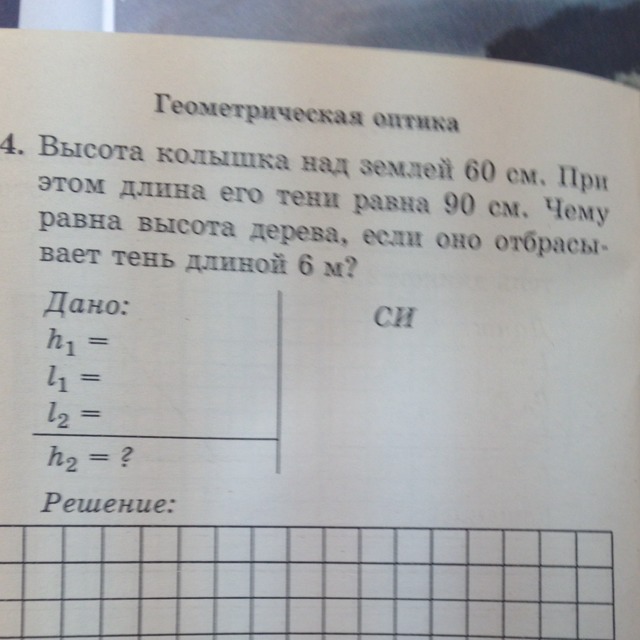 Геометрическая оптика
4. Высота колышка над землей 60 см. При
этом длина его тени равна 90 см. Чему
равна высота дерева, если оно отбрасы-
вает тень длиной 6 м?
Дано:
СИ
h₁ =
l₁ =
l₂ =
h₂ = ?
Решение: